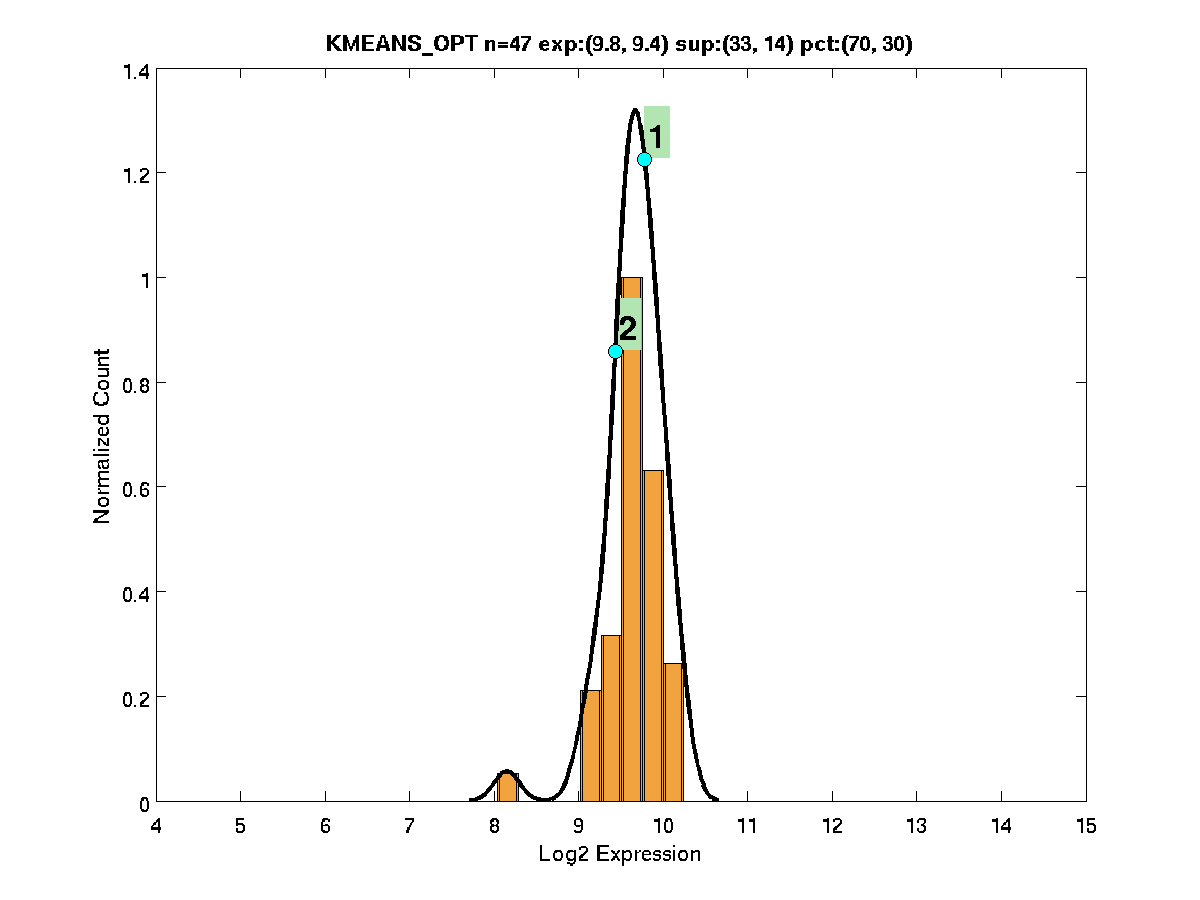 KMEANS_OPT n=47 exp:(9.8, 9.4) sup:(33, 14) pct:(70, 30)
1.4
1.2
1
0.8
0.6
0.4
0.2
0
Normalized Count
1
2
4 5 6 7 8 9 10 11 12 13 14 15
Log2 Expression